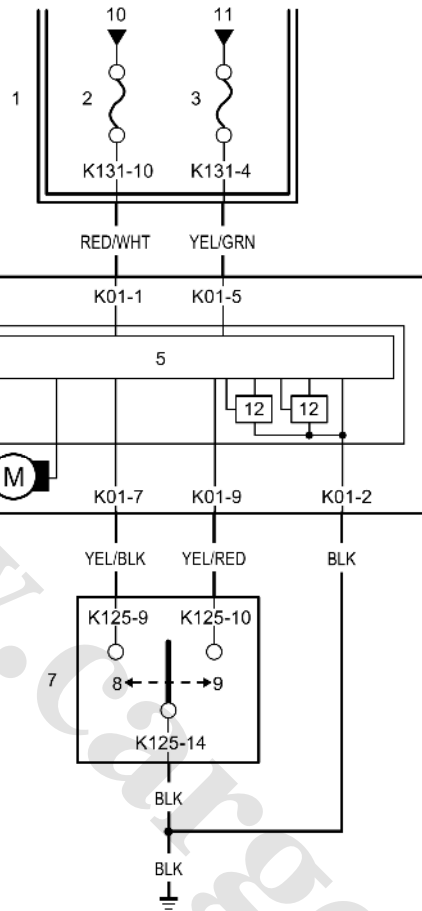 10 11
1 2 3
K131-10 K131-4
RED/WHT YEL/GRN
K01-1 K01-5
5
12 12
M
K01-7 K01-9 K01-2
YEL/BLK YEL/RED BLK
K125-9 K125-10
7 8 9
K125-14
BLK
BLK